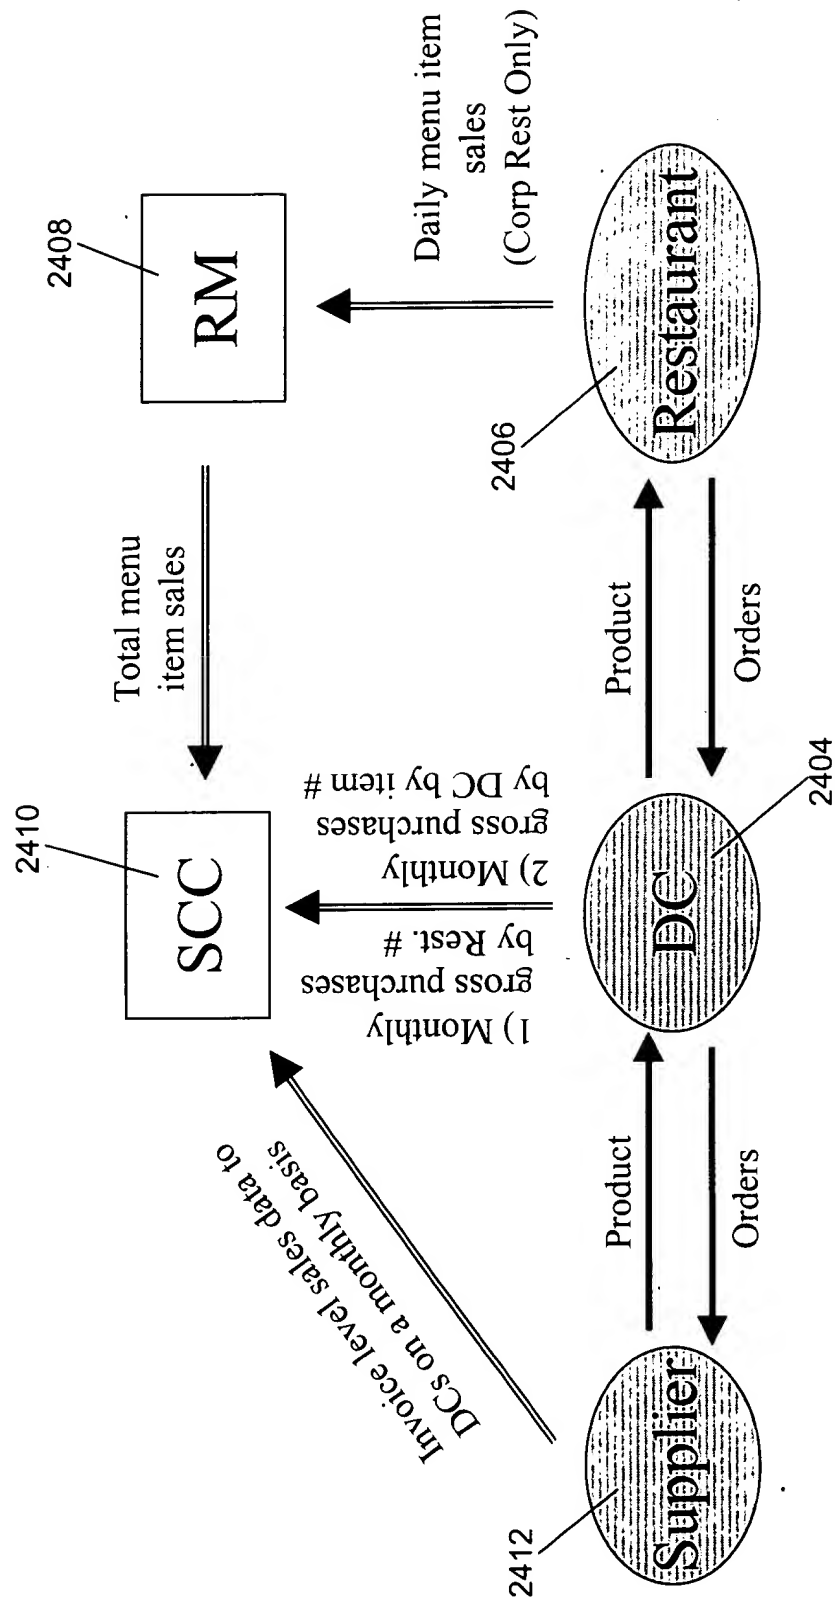 2410
SCC
Total menu
item sales
2408
RM
Invoice level sales data to
DCs on a monthly basis
1) Monthly
gross purchases
by Rest. #
2) Monthly
gross purchases
by DC by item #
Daily menu item
sales
(Corp Rest Only)
2412
Supplier
Product
Orders
DC
2404
Product
Orders
2406
Restaurant